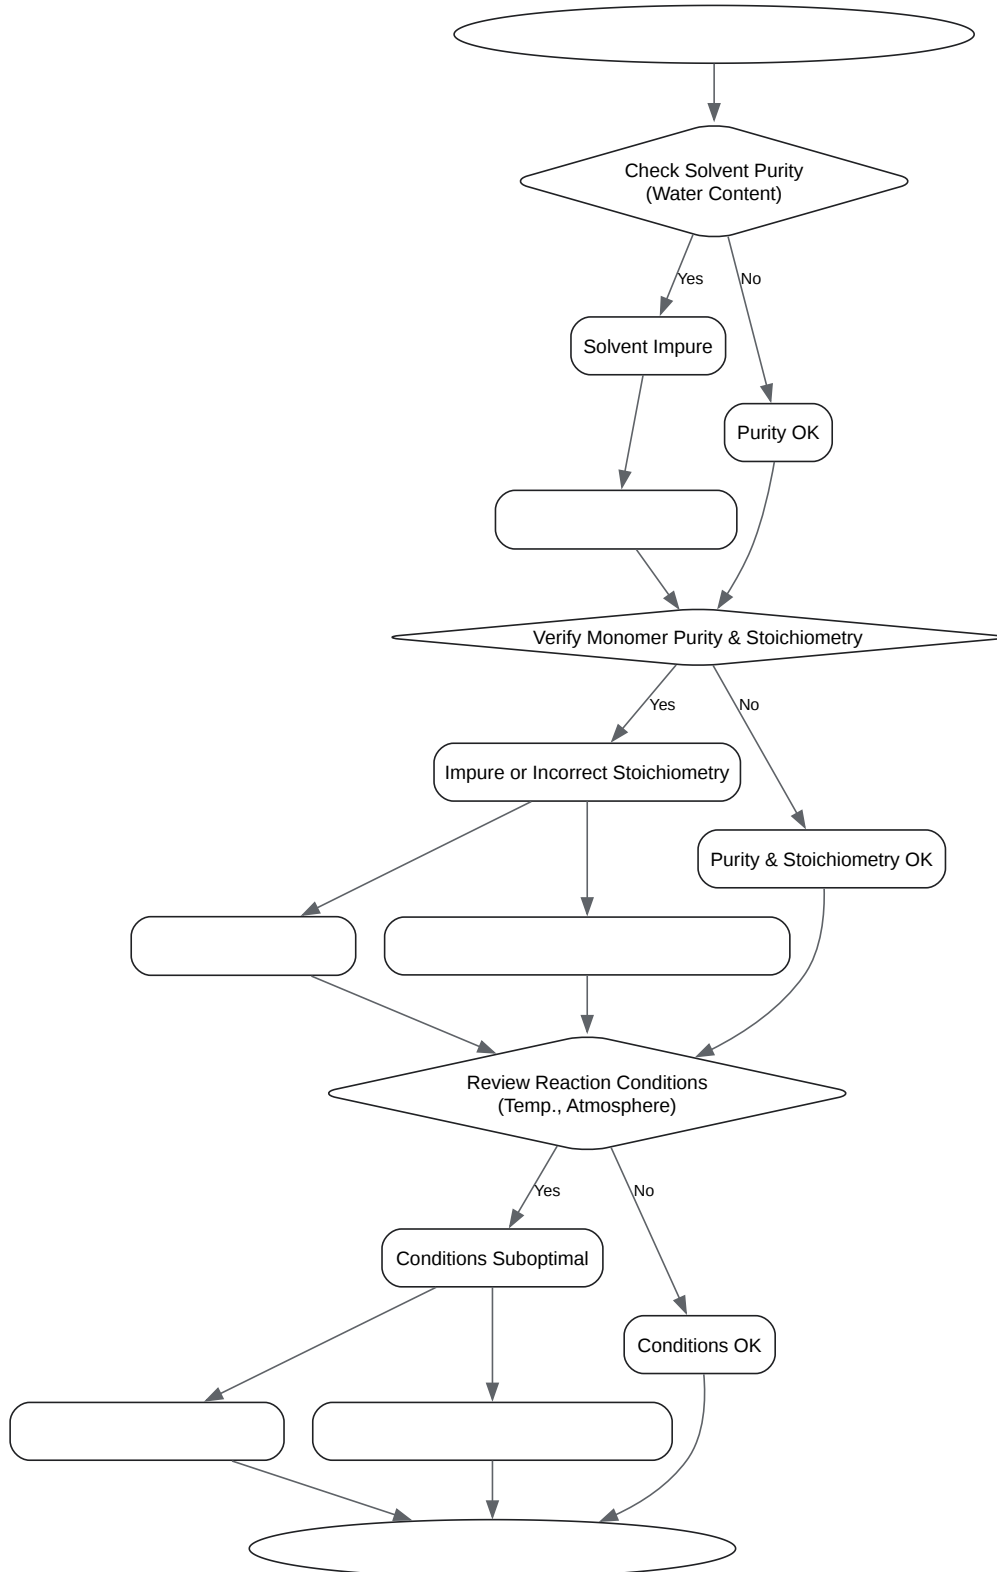 Check Solvent Purity
(Water Content)
Yes
No
Solvent Impure
Purity OK
Verify Monomer Purity & Stoichiometry
Yes
No
Impure or Incorrect Stoichiometry
Purity & Stoichiometry OK
Review Reaction Conditions
(Temp., Atmosphere)
Yes
No
Conditions Suboptimal
Conditions OK